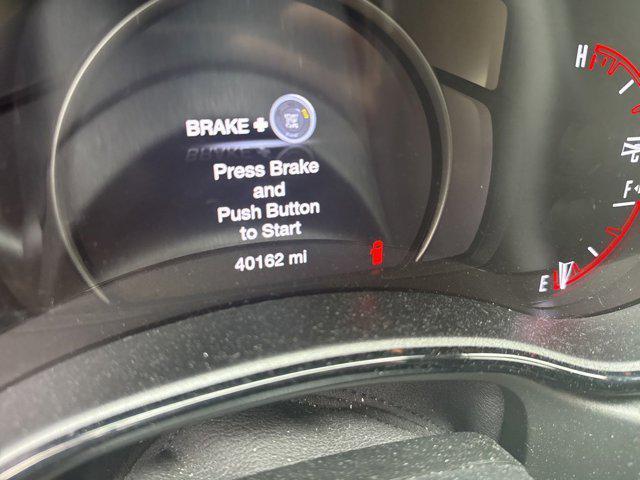 H
BRAKE +
Press Brake
and
Push Button
to Start
40162 mi
F
E